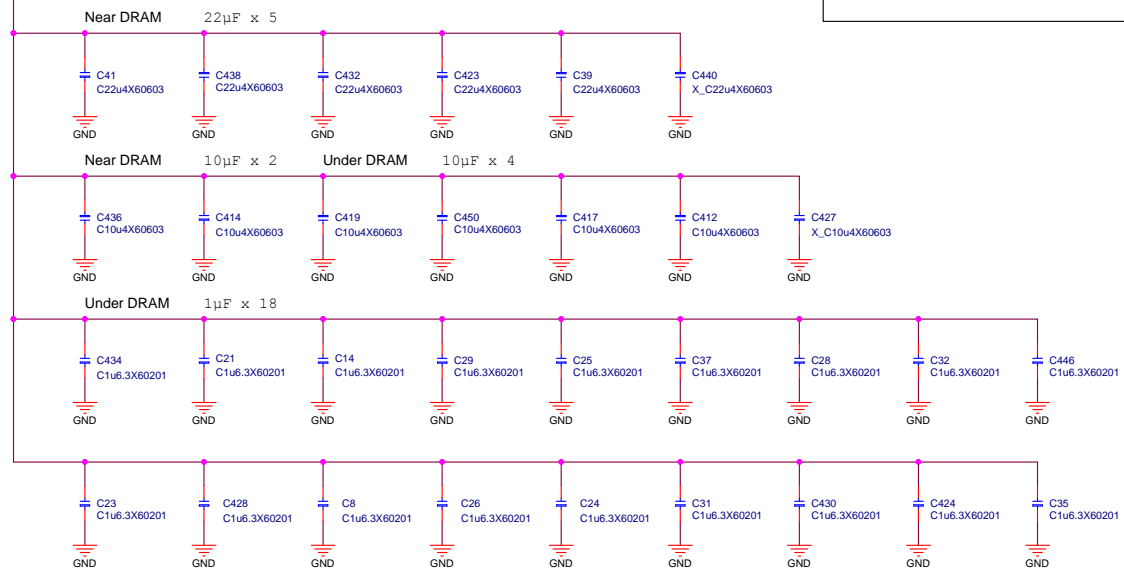 Near DRAM 22µF x 5
C41 C438 C432 C423 C39 C440
C22u4X60603 C22u4X60603 C22u4X60603 C22u4X60603 C22u4X60603 X_C22u4X60603
GND GND GND GND GND GND
Near DRAM 10µF x 2 Under DRAM 10µF x 4
C436 C414 C419 C450 C417 C412 C427
C10u4X60603 C10u4X60603 C10u4X60603 C10u4X60603 C10u4X60603 C10u4X60603 X_C10u4X60603
GND GND GND GND GND GND GND
Under DRAM 1µF x 18
C434 C21 C14 C29 C25 C37 C28 C32 C446
C1u6.3X60201 C1u6.3X60201 C1u6.3X60201 C1u6.3X60201 C1u6.3X60201 C1u6.3X60201 C1u6.3X60201 C1u6.3X60201 C1u6.3X60201
GND GND GND GND GND GND GND GND GND
C23 C428 C8 C26 C24 C31 C430 C424 C35
C1u6.3X60201 C1u6.3X60201 C1u6.3X60201 C1u6.3X60201 C1u6.3X60201 C1u6.3X60201 C1u6.3X60201 C1u6.3X60201 C1u6.3X60201
GND GND GND GND GND GND GND GND GND